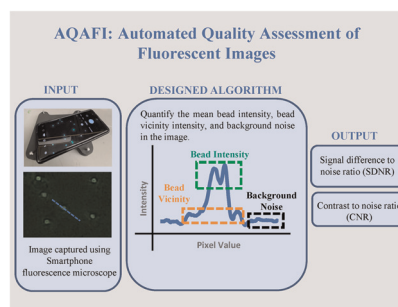 AQAFI: Automated Quality Assessment of
Fluorescent Images
INPUT
Image captured using
Smartphone
fluorescence microscope
DESIGNED ALGORITHM
Quantify the mean bead intensity, bead
vicinity intensity, and background noise
in the image.
Bead Intensity
Bead
Vicinity
Background
Noise
Intensity
Pixel Value
OUTPUT
Signal difference to
noise ratio (SDNR)
Contrast to noise ratio
(CNR)